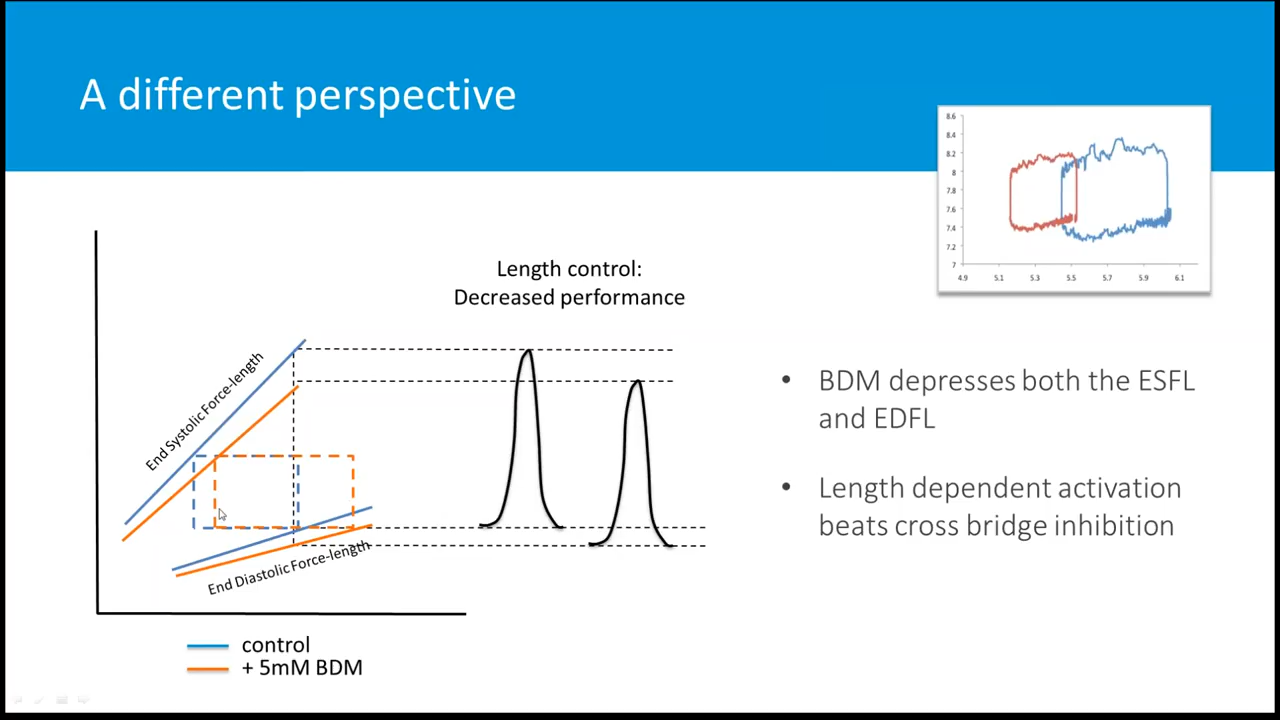 A different perspective
8.6
8.4
8.2
8
7.8
7.6
7.4
7.2
7
4.9 5.1 5.3 5.5 5.7 5.9 6.1
Length control:
Decreased performance
End Systolic Force-length
End Diastolic Force-length
control
+ 5mM BDM
• BDM depresses both the ESFL
and EDFL
• Length dependent activation
beats cross bridge inhibition